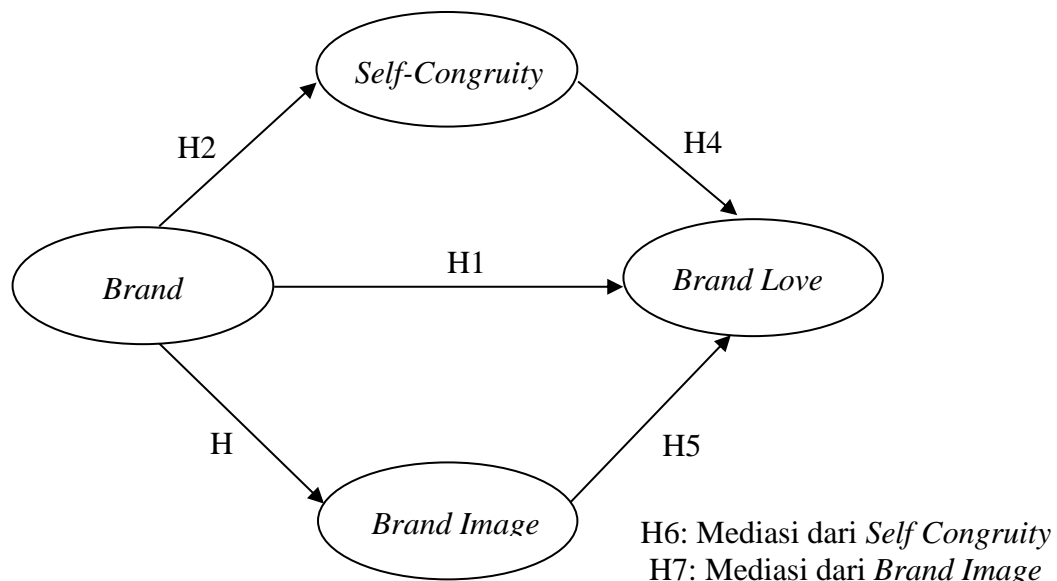 Self-Congruity
H2
H4
H1
Brand
Brand Love
H
H5
Brand Image
H6: Mediasi dari Self Congruity
H7: Mediasi dari Brand Image